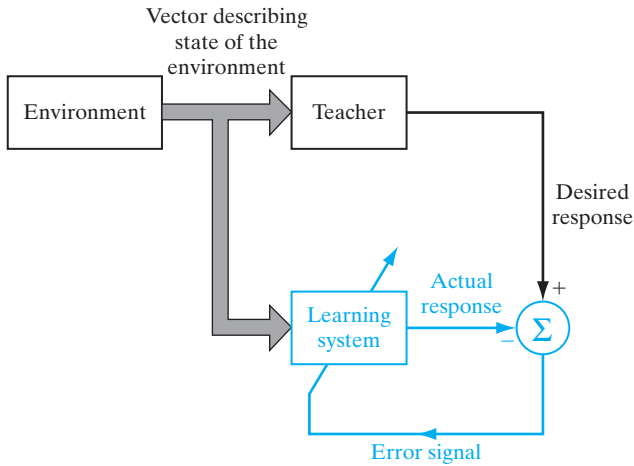 Vector describing
state of the
environment
Environment
Teacher
Desired
response
+
Actual
response
Learning
system
−
Σ
Error signal